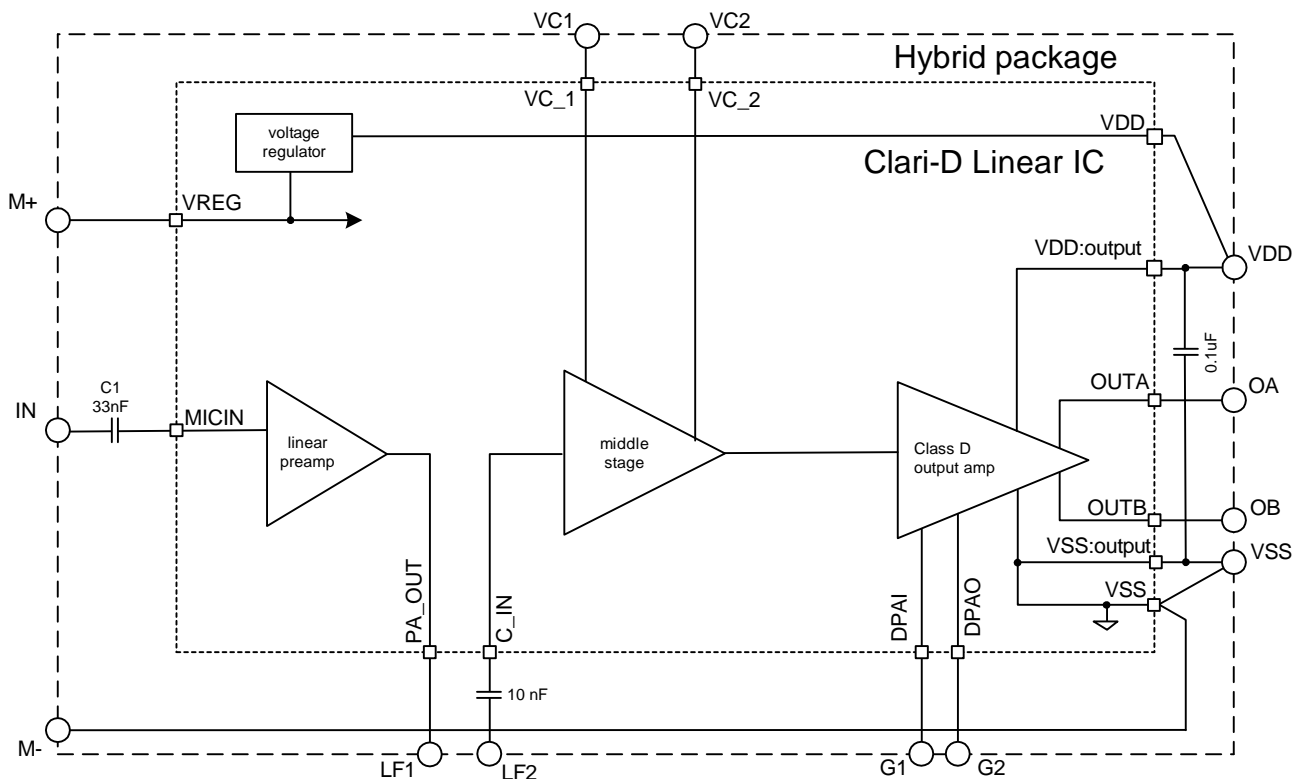 VC1
VC2
Hybrid package
VC_1
VC_2
VDD
voltage
regulator
Clari-D Linear IC
M+
VREG
VDD:output
VDD
C1
33nF
0.1uF
IN
MICIN
OUTA
OA
linear
preamp
middle
stage
Class D
output amp
OUTB
OB
VSS:output
VSS
VSS
PA_OUT
C_IN
DPAI
DPAO
10 nF
M-
LF1
LF2
G1
G2